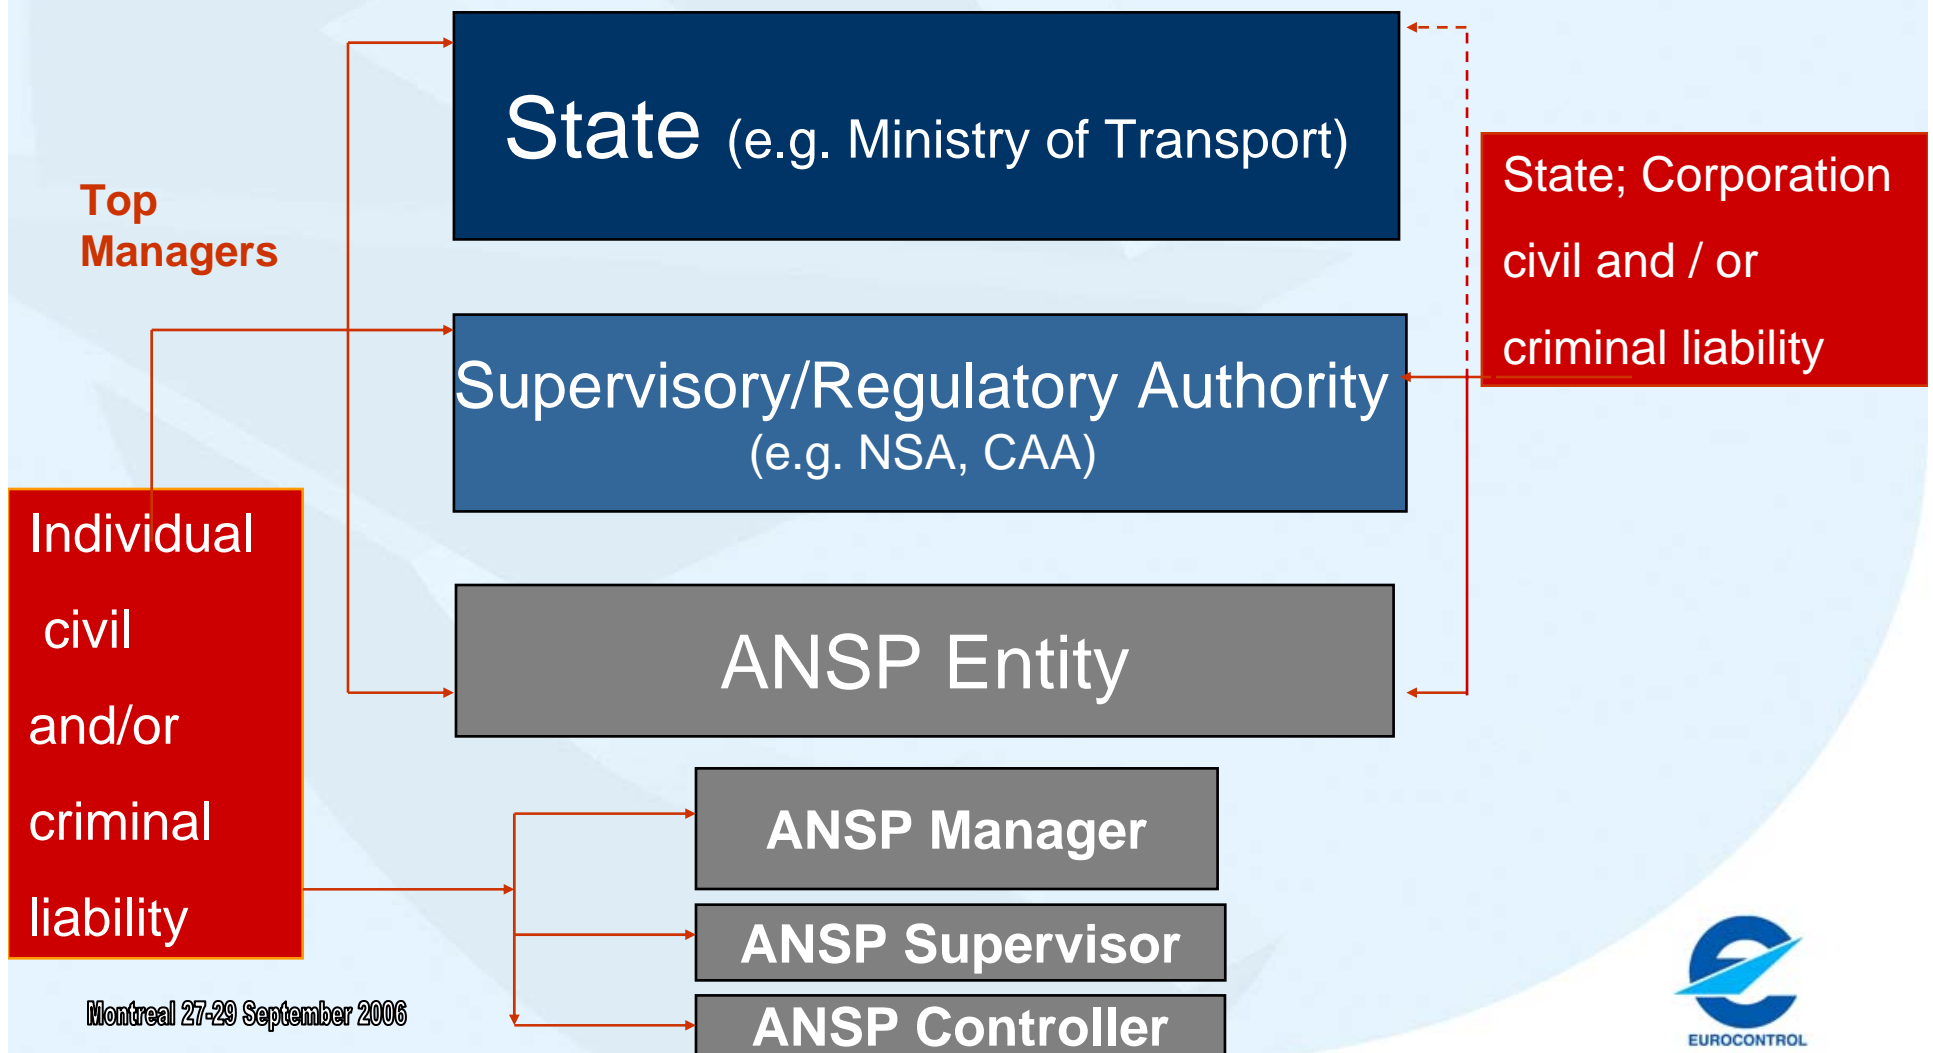 State (e.g. Ministry of Transport)
Top
Managers
State; Corporation
civil and / or
criminal liability
Supervisory/Regulatory Authority
(e.g. NSA, CAA)
Individual
civil
and/or
criminal
liability
ANSP Entity
ANSP Manager
ANSP Supervisor
ANSP Controller
Montreal 27-29 September 2006
EUROCONTROL